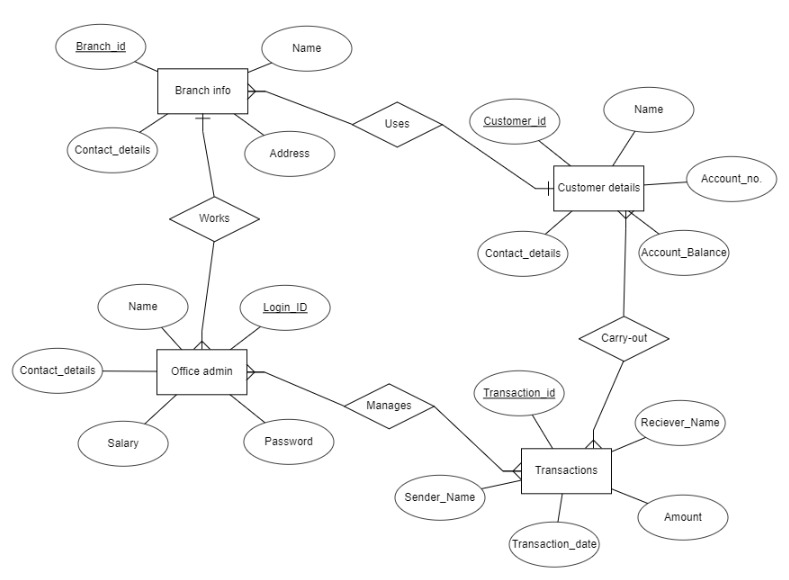 Branch_id
Name
Branch info
Contact_details
Address
Uses
Customer_id
Name
Account_no.
Customer details
Contact_details
Account_Balance
Works
Name
Login_ID
Contact_details
Office admin
Salary
Password
Manages
Carry-out
Transaction_id
Reciever_Name
Transactions
Sender_Name
Amount
Transaction_date